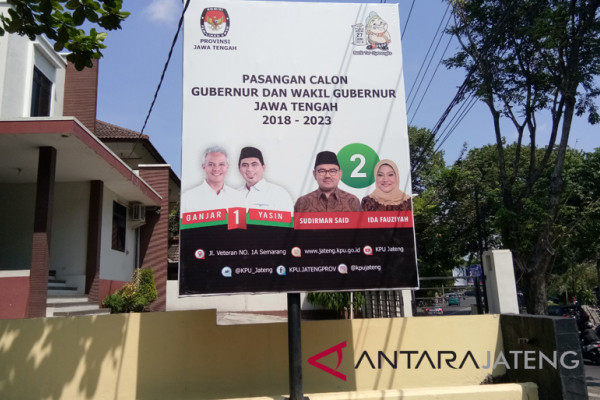 PROVINSI
JAWA TENGAH
PASANGAN CALON
GUBERNUR DAN WAKIL GUBERNUR
JAWA TENGAH
2018 - 2023
2
GANJAR 1 YASIN
SUDIRMAN SAID IDA FAUZIYAH
Jl. Veteran NO. 1A Semarang www.jateng.kpu.go.id KPU Jateng
@KPU_Jateng KPU.JATENGPROV @kpujateng
ANTARAJATENG